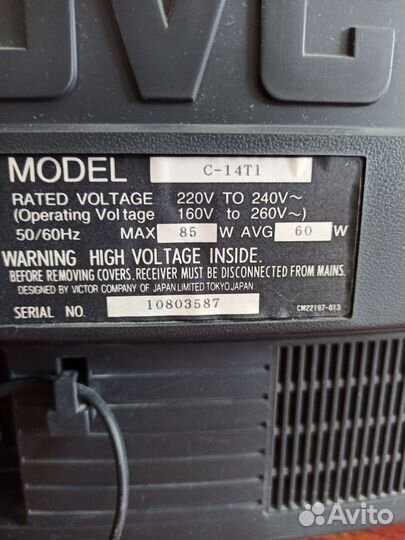 JVC
MODEL C-14T1
RATED VOLTAGE 220V TO 240V~
(Operating Voltage 160V to 260V~)
50/60Hz MAX 85 W AVG 60 W
WARNING HIGH VOLTAGE INSIDE.
BEFORE REMOVING COVERS, RECEIVER MUST BE DISCONNECTED FROM MAINS.
DESIGNED BY VICTOR COMPANY OF JAPAN LIMITED TOKYO, JAPAN
SERIAL NO. 10803587 CM22197-013
Avito